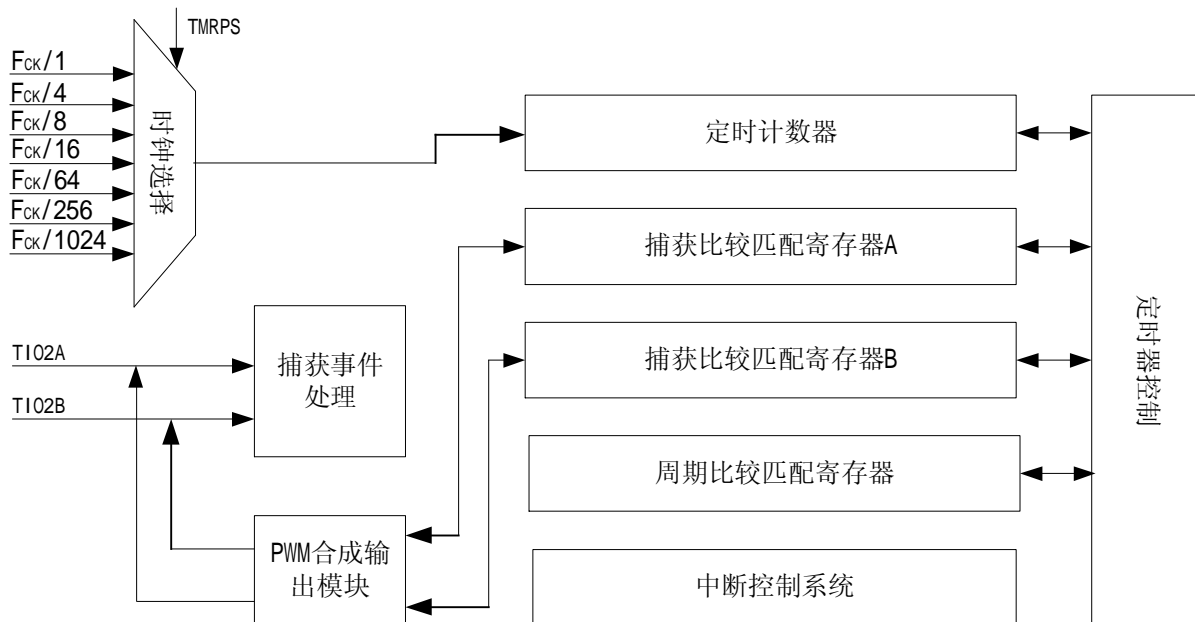 TMRPS
FCK/1
FCK/4
FCK/8
FCK/16
FCK/64
FCK/256
FCK/1024
时钟选择
定时计数器
捕获比较匹配寄存器A
捕获比较匹配寄存器B
周期比较匹配寄存器
中断控制系统
定时器控制
TIO2A
TIO2B
捕获事件
处理
PWM合成输
出模块